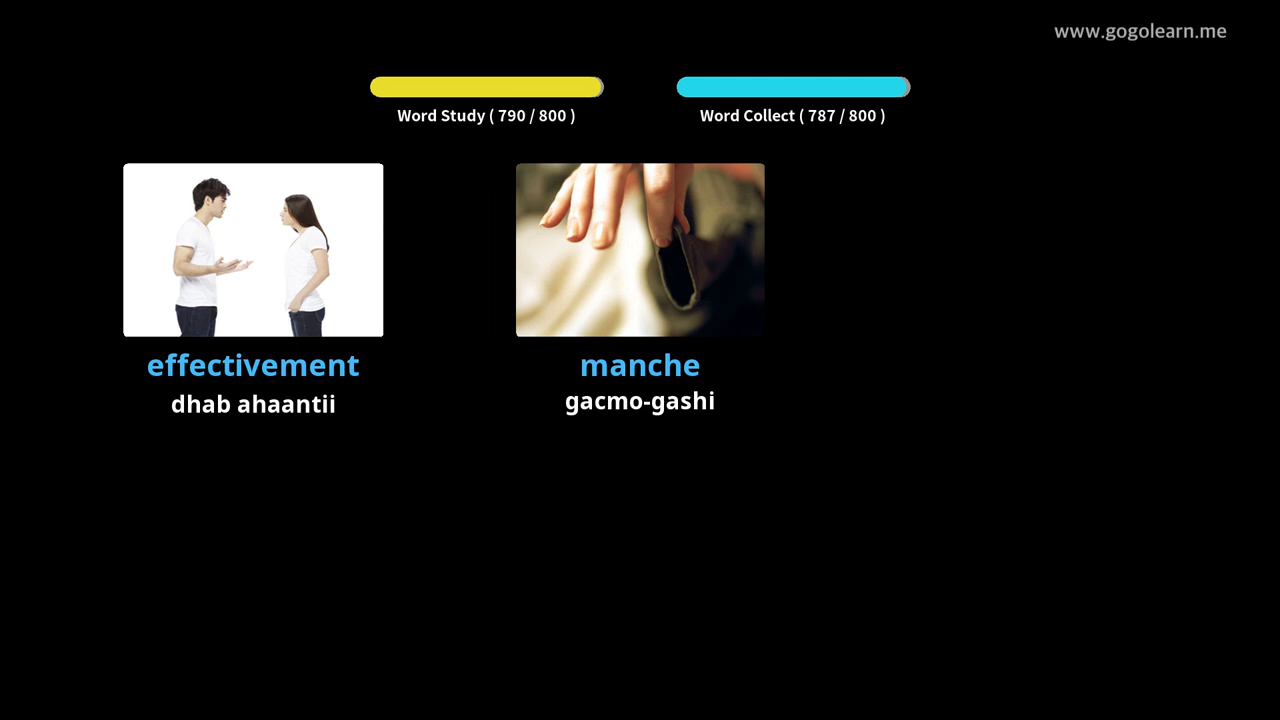 www.gogolearn.me
Word Study ( 790 / 800 )
Word Collect ( 787 / 800 )
effectivement
dhab ahaantii
manche
gacmo-gashi